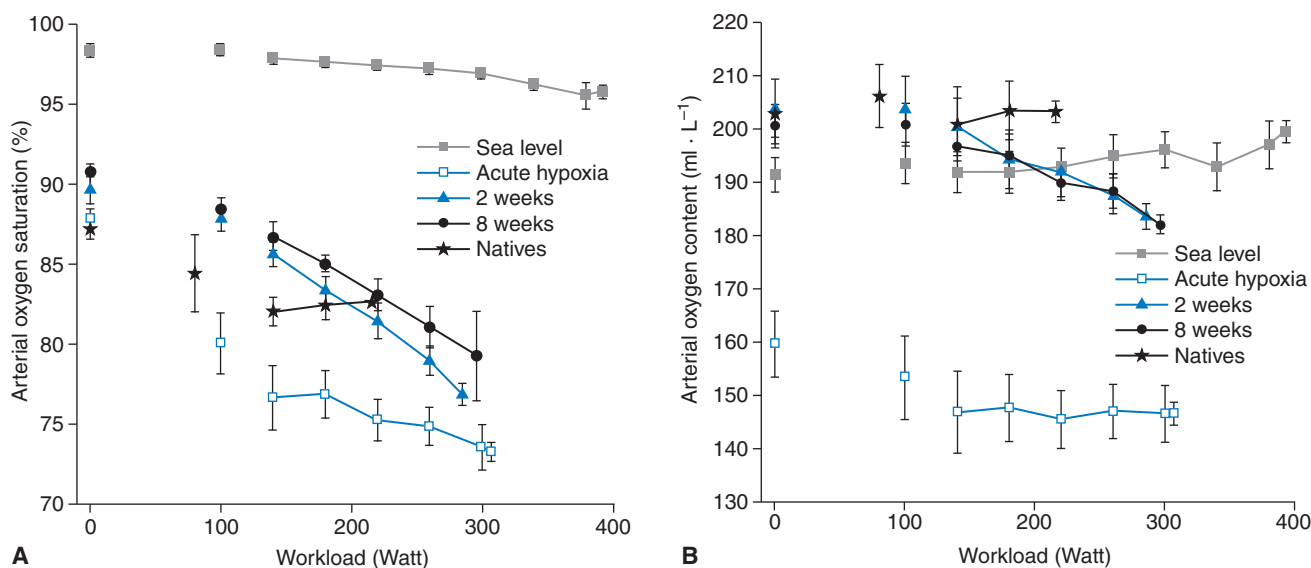 100
95
90
85
80
75
70
Arterial oxygen saturation (%)
Sea level
Acute hypoxia
2 weeks
8 weeks
Natives
0 100 200 300 400
Workload (Watt)
A
220
210
200
190
180
170
160
150
140
130
Arterial oxygen content (ml · L⁻¹)
Sea level
Acute hypoxia
2 weeks
8 weeks
Natives
0 100 200 300 400
Workload (Watt)
B